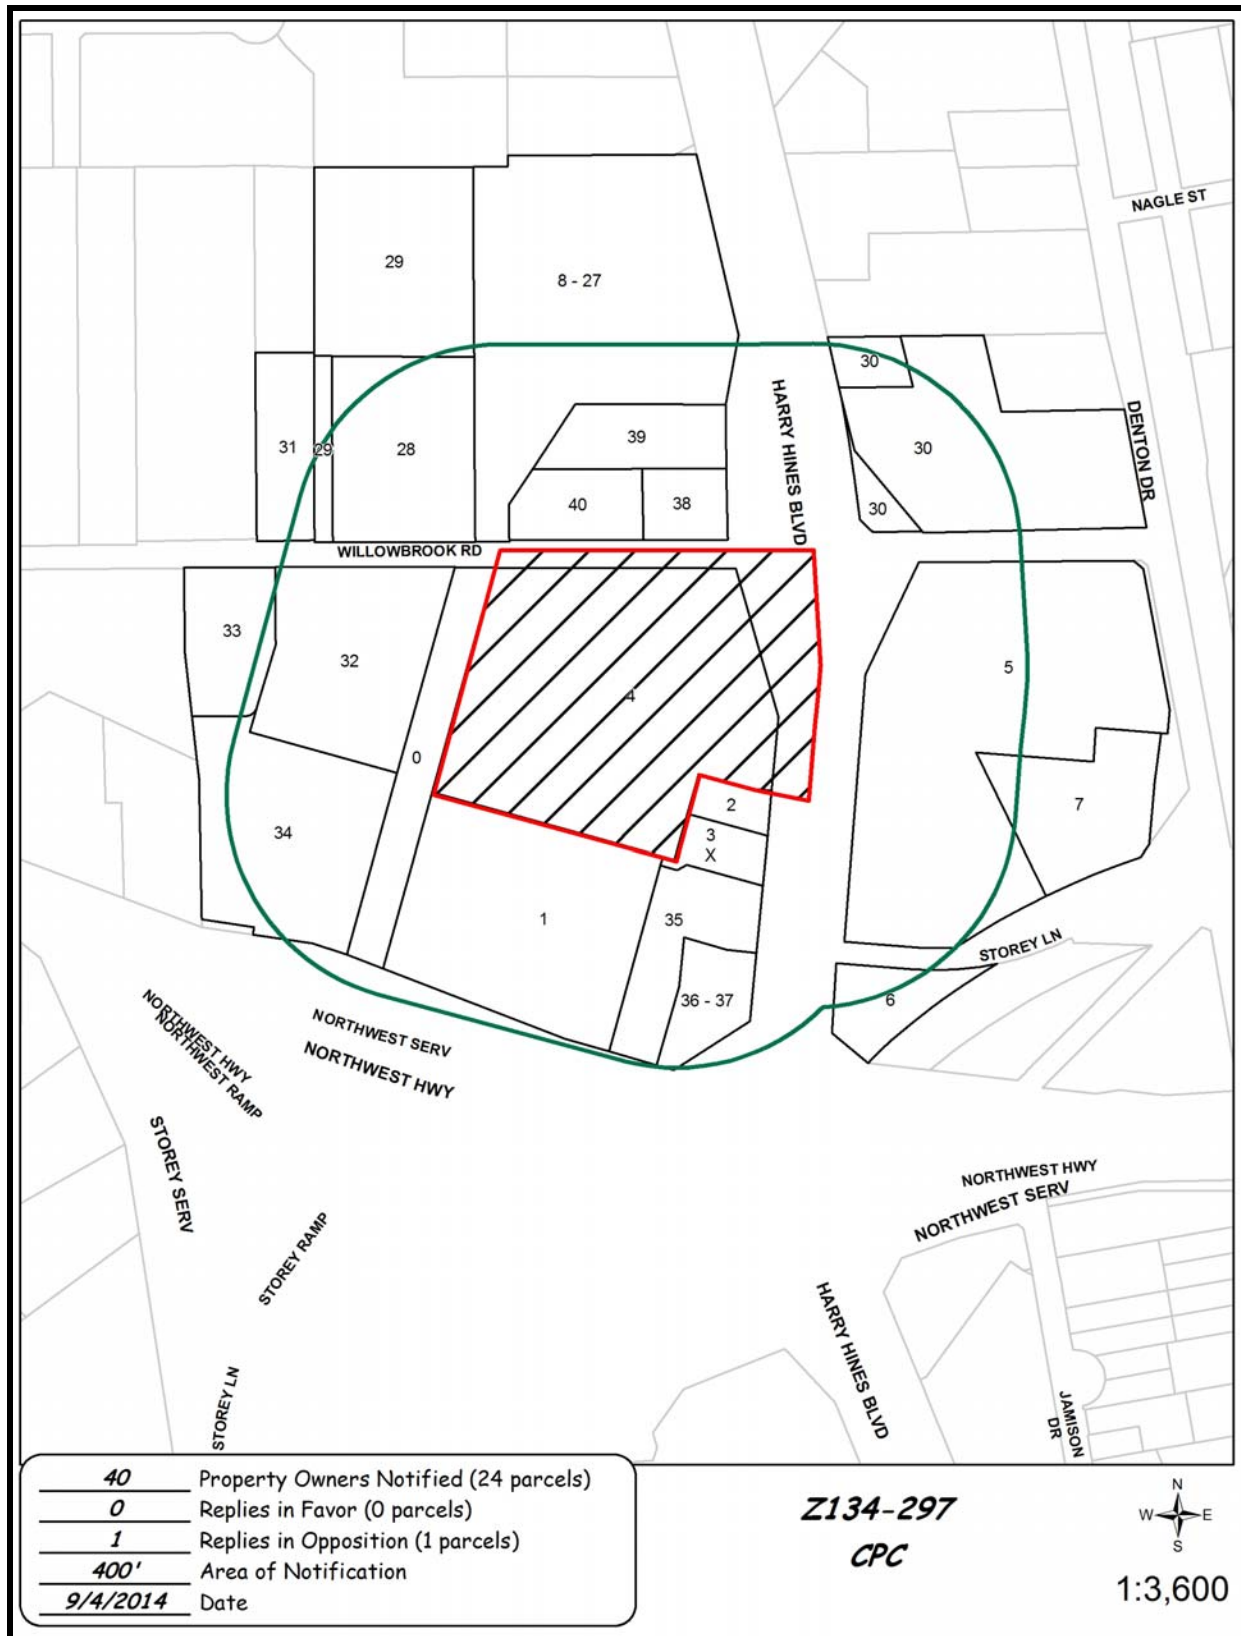 NAGLE ST
29
8 - 27
30
HARRY HINES BLVD
DENTON DR
39
31
29
28
30
40
38
30
WILLOWBROOK RD
33
32
5
4
0
2
7
3
X
34
1
35
STOREY LN
36 - 37
6
NORTHWEST HWY
NORTHWEST RAMP
NORTHWEST SERV
NORTHWEST HWY
STOREY SERV
NORTHWEST HWY
NORTHWEST SERV
STOREY RAMP
HARRY HINES BLVD
STOREY LN
JAMISON
DR
40 Property Owners Notified (24 parcels)
0 Replies in Favor (0 parcels)
1 Replies in Opposition (1 parcels)
400' Area of Notification
9/4/2014 Date
Z134-297
CPC
N
W E
S
1:3,600